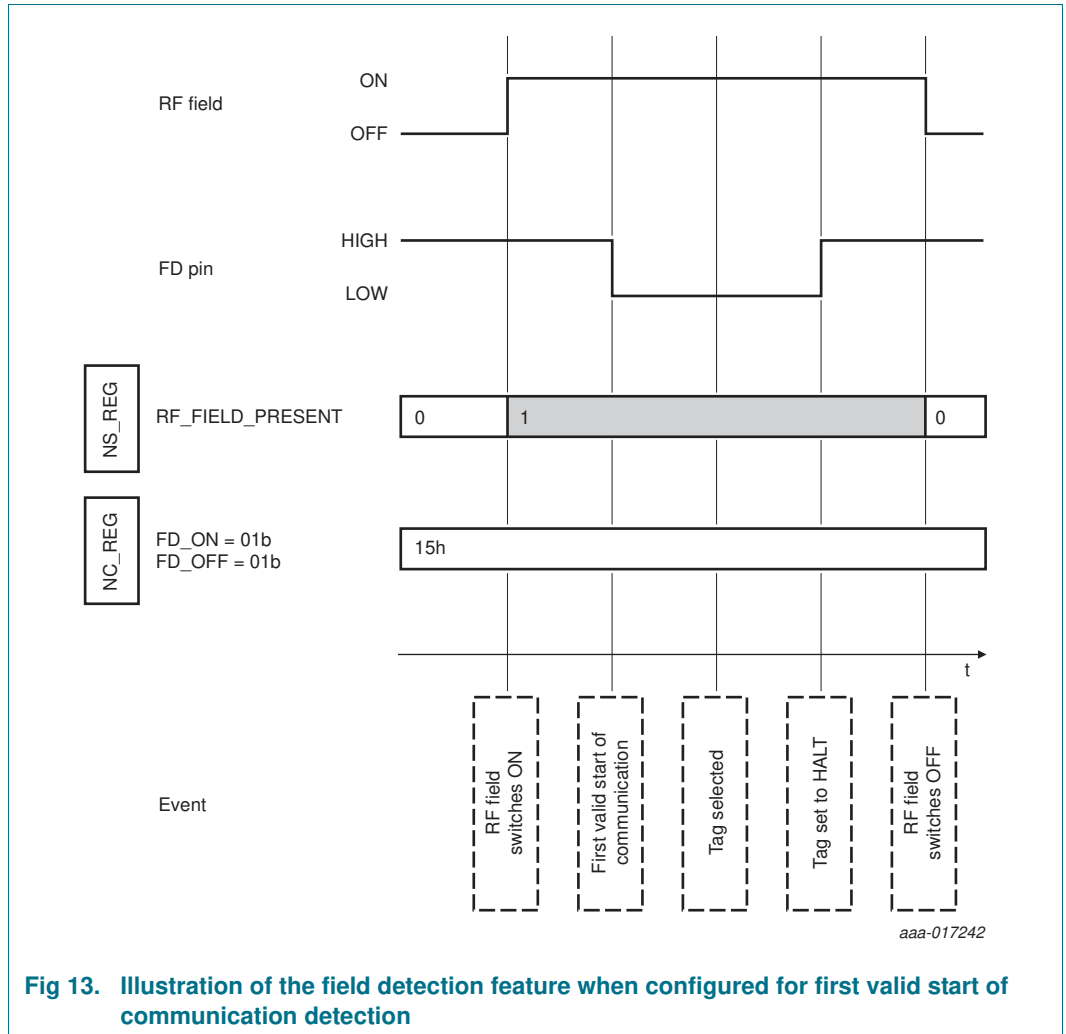 ON
RF field
OFF
HIGH
FD pin
LOW
NS_REG
RF_FIELD_PRESENT
0
1
0
NC_REG
FD_ON = 01b
FD_OFF = 01b
15h
t
Event
RF field
switches ON
First valid start of
communication
Tag selected
Tag set to HALT
RF field
switches OFF
aaa-017242
Fig 13. Illustration of the field detection feature when configured for first valid start of
communication detection